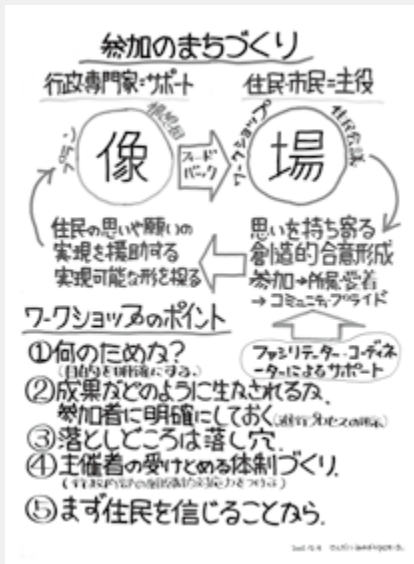 参加のまちづくり
行政専門家=サポート
住民・市民=主役
プラン
構想図
像
フィードバック
ワークショップ
住民会議
場
住民の思いや願いの
実現を援助する
実現可能な形を探る
思いを持ち寄る
創造的合意形成
参加→所属・愛着
→コミュニティプライド
ワークショップのポイント
ファシリテーター・コーディネ
ーターによるサポート
①何のためか?
(目的を明確にする。)
②成果がどのように生かされるか、
参加者に明確にしておく
③落としどころは落し穴.
④主催者の受けとめる体制づくり.
⑤まず住民を信じることから.